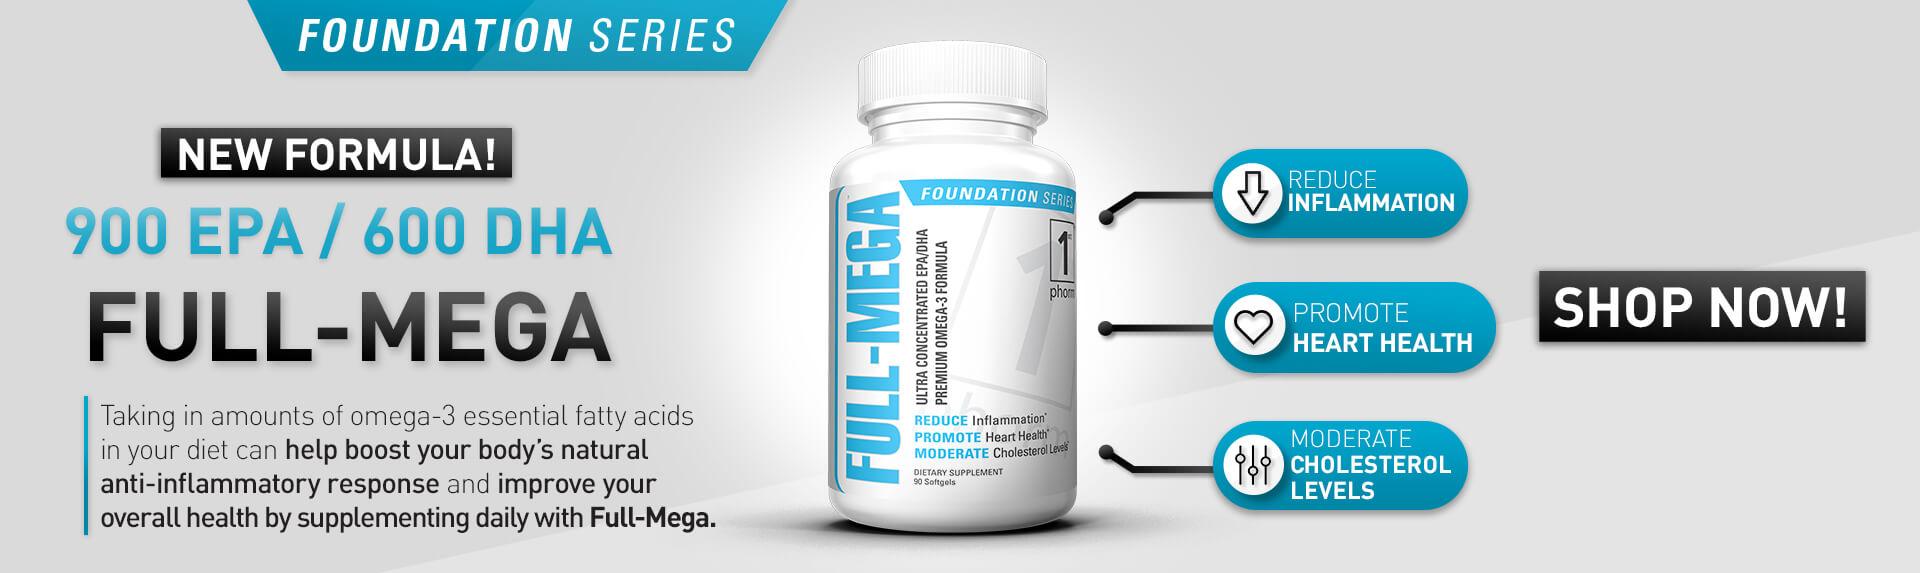 FOUNDATION SERIES
NEW FORMULA!
900 EPA / 600 DHA
FULL-MEGA
Taking in amounts of omega-3 essential fatty acids
in your diet can help boost your body's natural
anti-inflammatory response and improve your
overall health by supplementing daily with Full-Mega.
FOUNDATION SERIES
FULL-MEGA
ULTRA CONCENTRATED EPA/DHA
PREMIUM OMEGA-3 FORMULA
1
phorm
REDUCE Inflammation*
PROMOTE Heart Health*
MODERATE Cholesterol Levels*
DIETARY SUPPLEMENT
90 Softgels
REDUCE
INFLAMMATION
PROMOTE
HEART HEALTH
MODERATE
CHOLESTEROL
LEVELS
SHOP NOW!